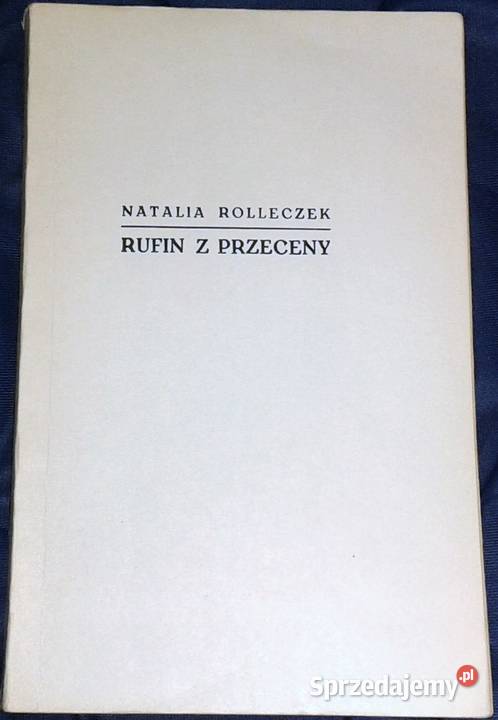 NATALIA ROLLECZEK
RUFIN Z PRZECENY
Sprzedajemy.pl